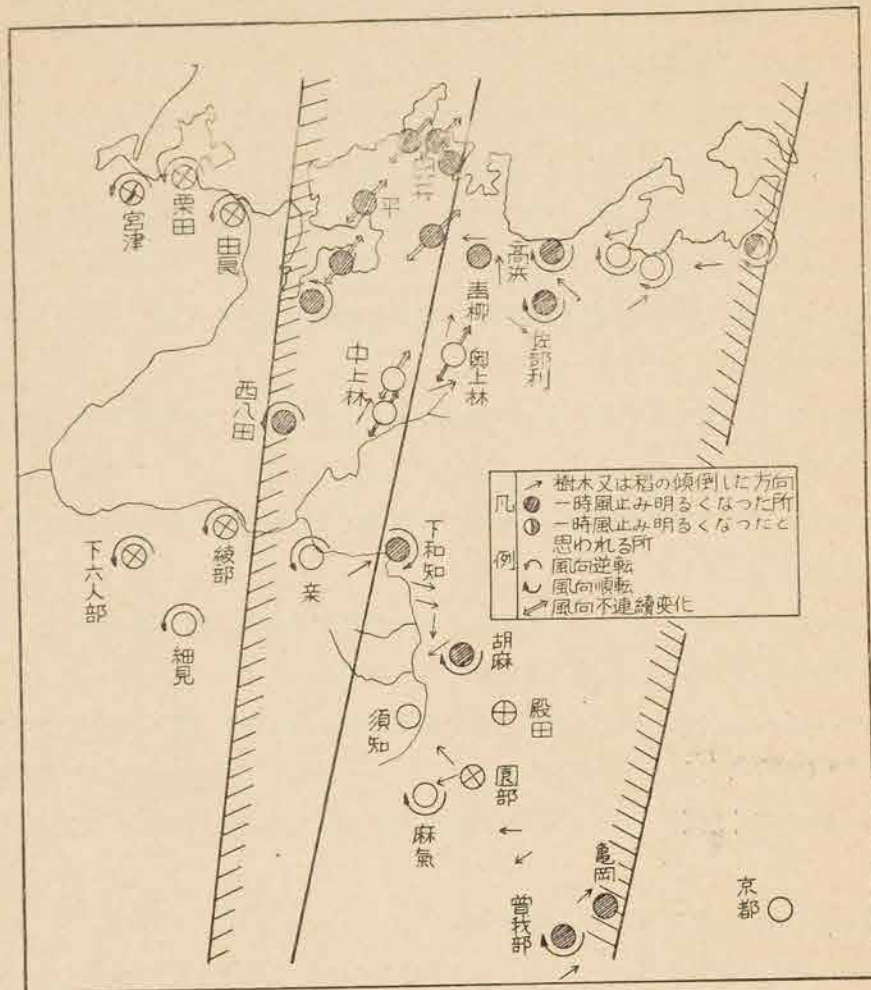 宮津
栗田
由良
平
高浜
青柳
佐部利
奥上林
中上林
西八田
綾部
下六人部
細見
下和知
胡麻
須知
殿田
園部
麻氣
亀岡
曽我部
京都
凡例
樹木又は稻の傾倒した方向
一時風止み明るくなった所
一時風止み明るくなったと
思われる所
風向逆転
風向順転
風向不連續変化